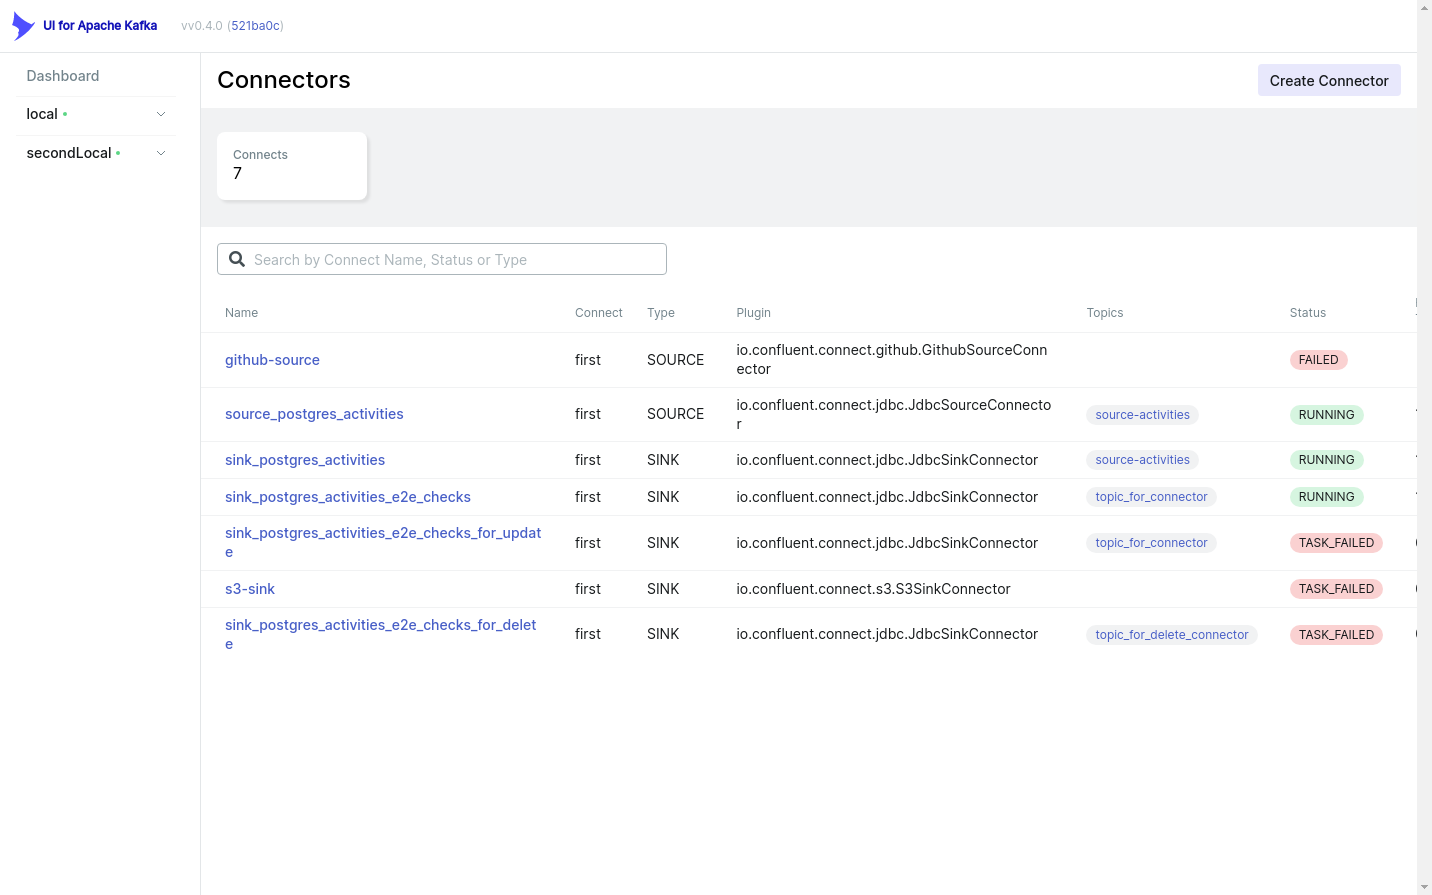 UI for Apache Kafka vv0.4.0 (521ba0c)
Dashboard
local
secondLocal
Connectors
Create Connector
Connects
7
Search by Connect Name, Status or Type
Name Connect Type Plugin Topics Status
github-source first SOURCE io.confluent.connect.github.GithubSourceConn
ector FAILED
source_postgres_activities first SOURCE io.confluent.connect.jdbc.JdbcSourceConnecto
r source-activities RUNNING
sink_postgres_activities first SINK io.confluent.connect.jdbc.JdbcSinkConnector source-activities RUNNING
sink_postgres_activities_e2e_checks first SINK io.confluent.connect.jdbc.JdbcSinkConnector topic_for_connector RUNNING
sink_postgres_activities_e2e_checks_for_updat
e first SINK io.confluent.connect.jdbc.JdbcSinkConnector topic_for_connector TASK_FAILED
s3-sink first SINK io.confluent.connect.s3.S3SinkConnector TASK_FAILED
sink_postgres_activities_e2e_checks_for_delet
e first SINK io.confluent.connect.jdbc.JdbcSinkConnector topic_for_delete_connector TASK_FAILED